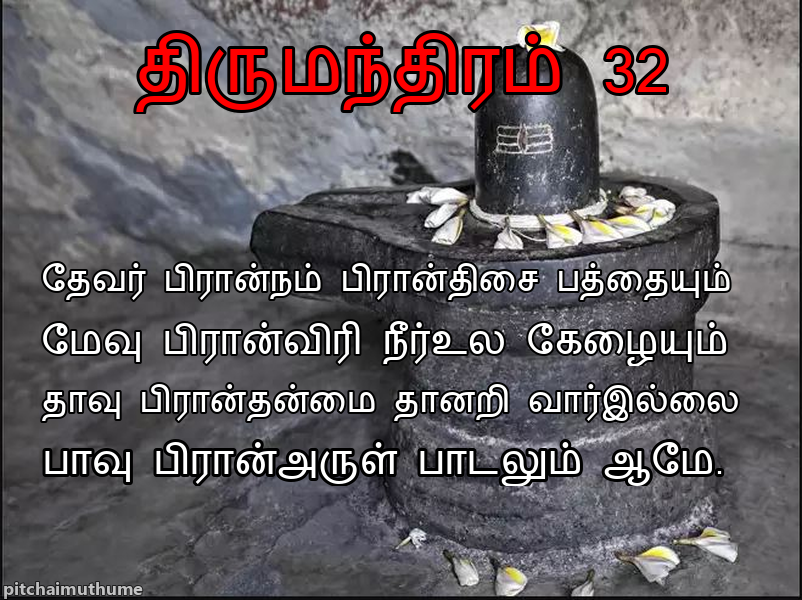 திருமந்திரம் 32
தேவர் பிரான்நம் பிரான்திசை பத்தையும்
மேவு பிரான்விரி நீர்உல கேழையும்
தாவு பிரான்தன்மை தானறி வார்இல்லை
பாவு பிரான்அருள் பாடலும் ஆமே.
pitchaimuthume